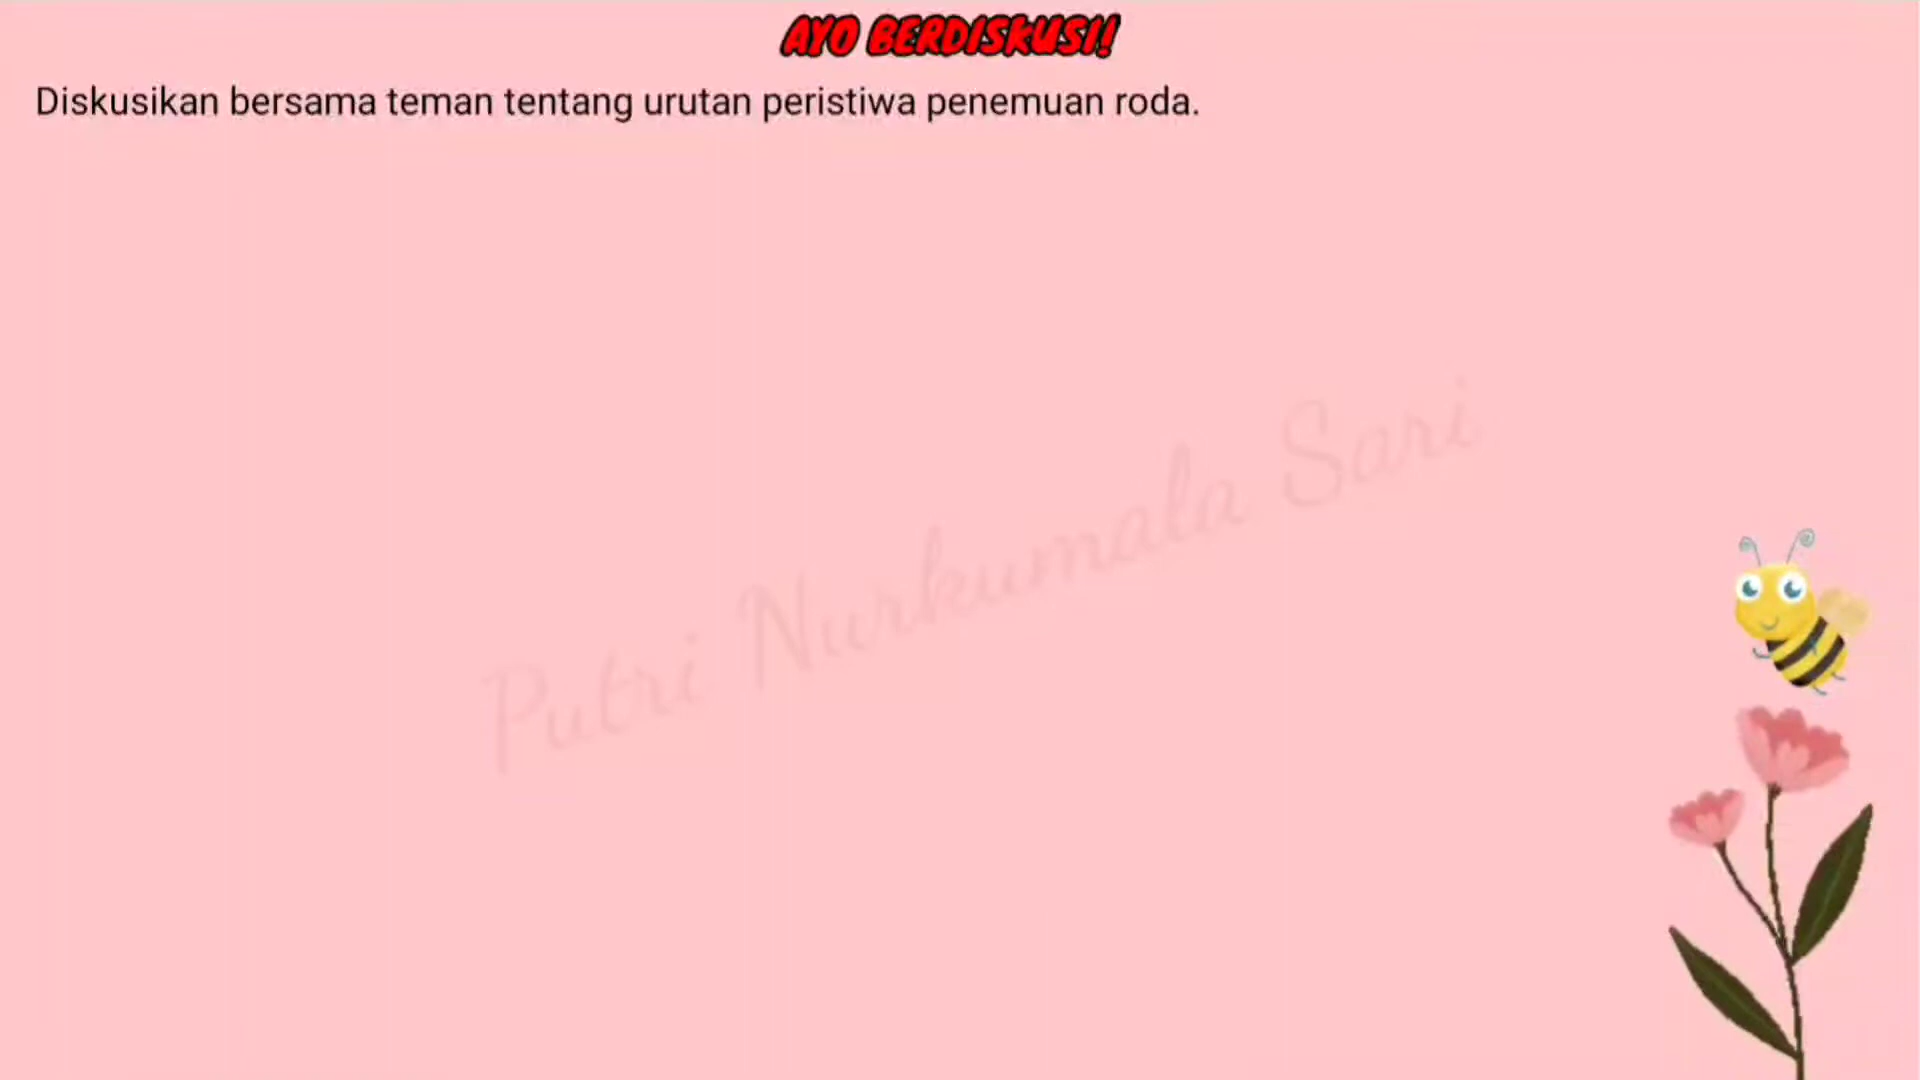 AYO BERDISKUSI!
Diskusikan bersama teman tentang urutan peristiwa penemuan roda.
Putri Nurkumala Sari